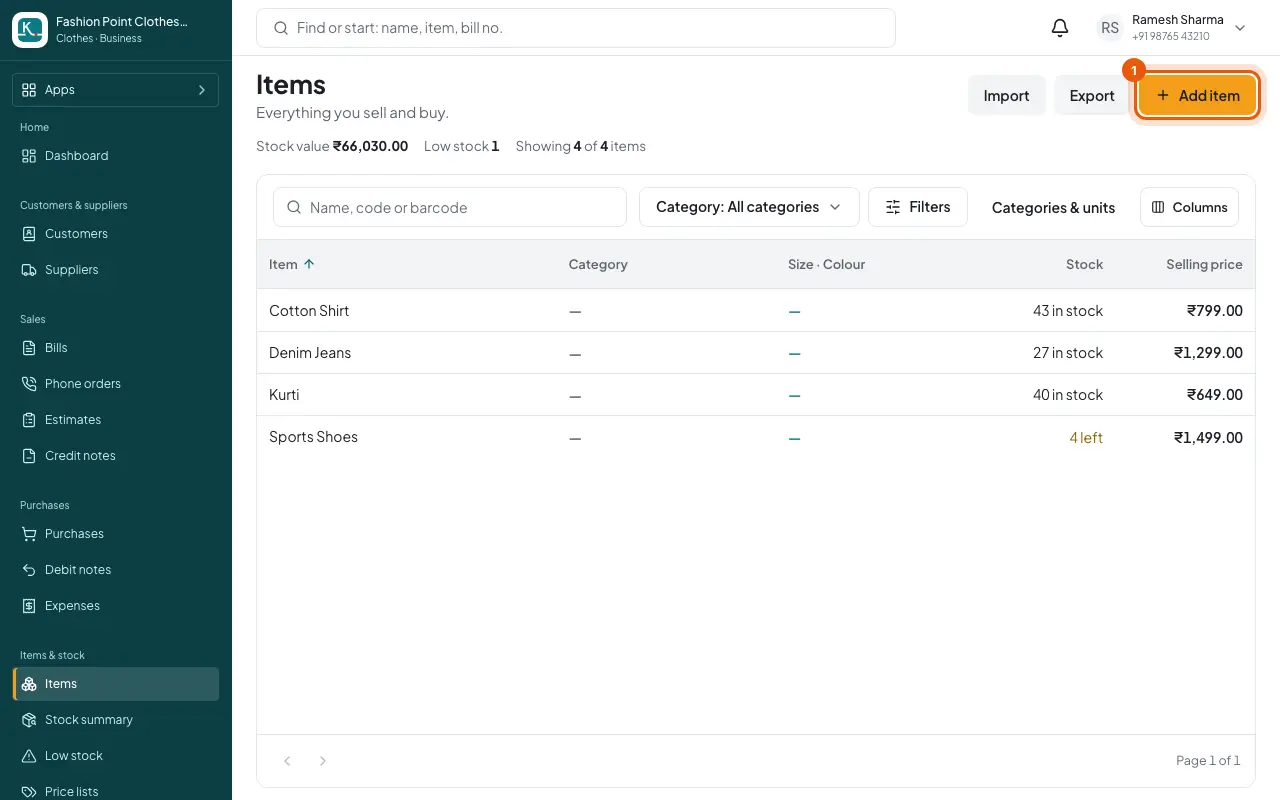 Fashion Point Clothes...
Clothes · Business
Find or start: name, item, bill no.
RS
Ramesh Sharma
+91 98765 43210
Apps
Home
Dashboard
Customers & suppliers
Customers
Suppliers
Sales
Bills
Phone orders
Estimates
Credit notes
Purchases
Purchases
Debit notes
Expenses
Items & stock
Items
Stock summary
Low stock
Price lists
Items
Everything you sell and buy.
Import
Export
1
+ Add item
Stock value ₹66,030.00 Low stock 1 Showing 4 of 4 items
Name, code or barcode
Category: All categories
Filters
Categories & units
Columns
Item ↑ Category Size · Colour Stock Selling price
Cotton Shirt — — 43 in stock ₹799.00
Denim Jeans — — 27 in stock ₹1,299.00
Kurti — — 40 in stock ₹649.00
Sports Shoes — — 4 left ₹1,499.00
Page 1 of 1